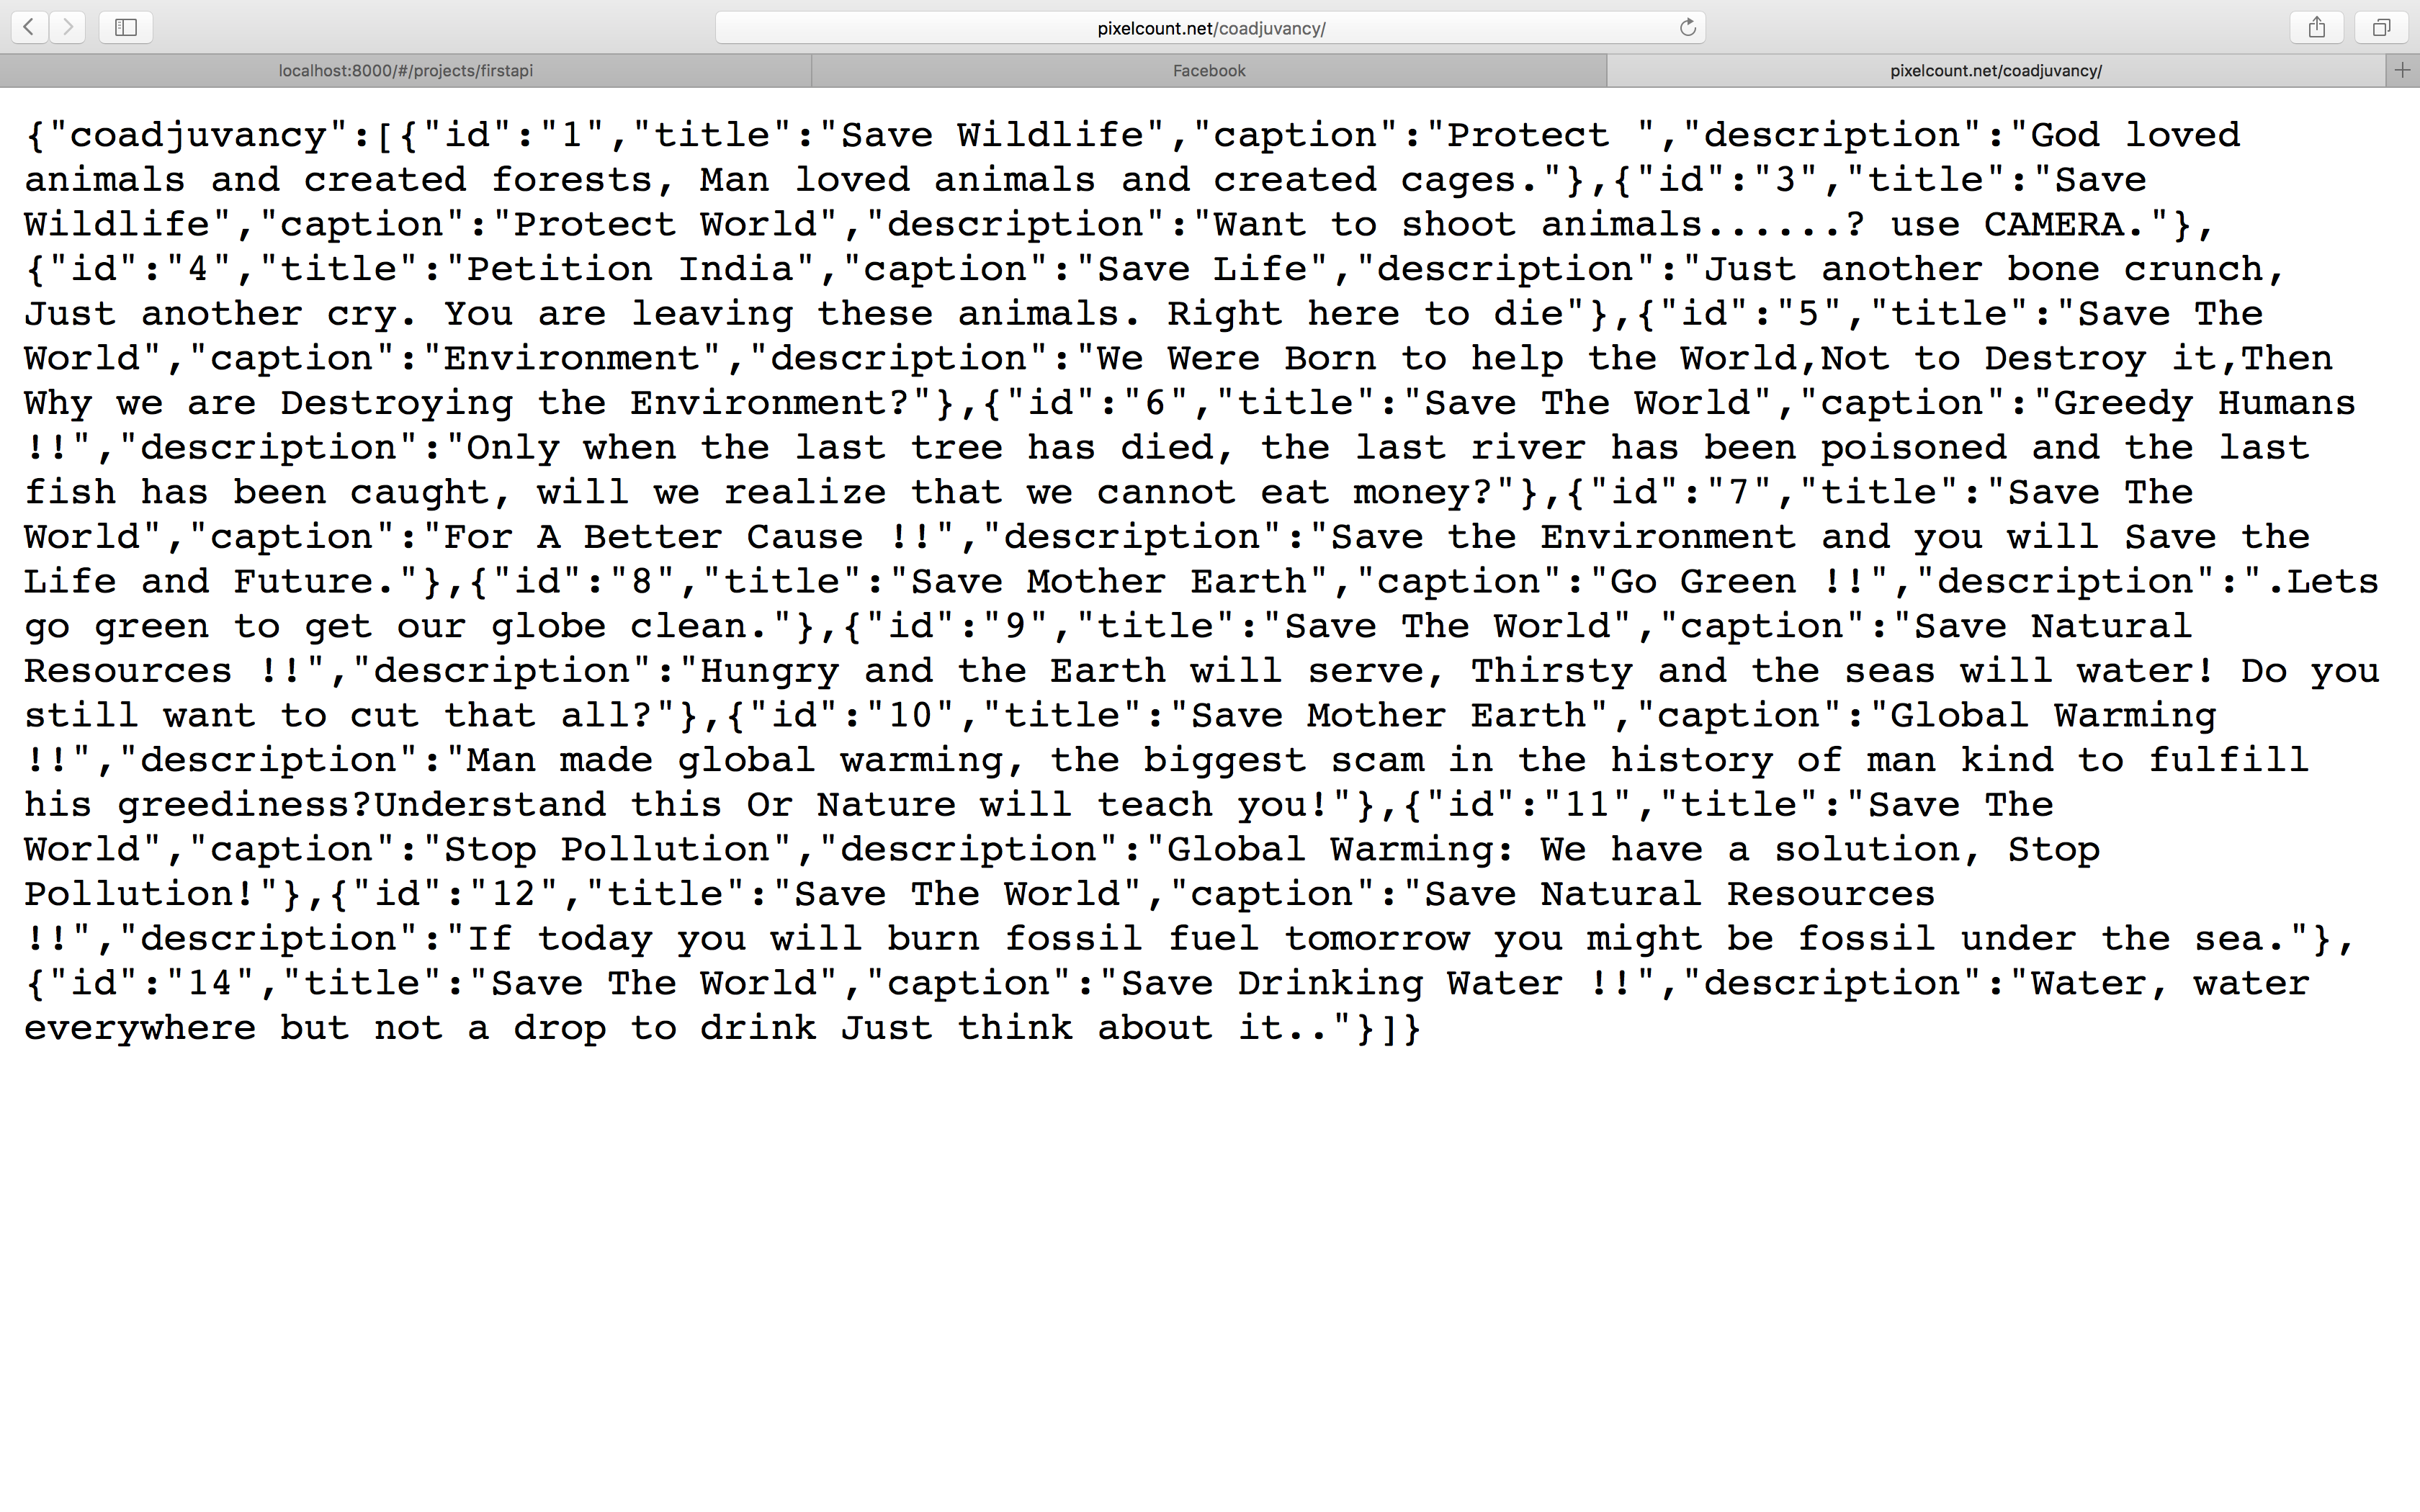 pixelcount.net/coadjuvancy/
localhost:8000/#/projects/firstapi
Facebook
pixelcount.net/coadjuvancy/
{"coadjuvancy":[{"id":"1","title":"Save Wildlife","caption":"Protect ","description":"God loved
animals and created forests, Man loved animals and created cages."},{"id":"3","title":"Save
Wildlife","caption":"Protect World","description":"Want to shoot animals......? use CAMERA."},
{"id":"4","title":"Petition India","caption":"Save Life","description":"Just another bone crunch,
Just another cry. You are leaving these animals. Right here to die"},{"id":"5","title":"Save The
World","caption":"Environment","description":"We Were Born to help the World,Not to Destroy it,Then
Why we are Destroying the Environment?"},{"id":"6","title":"Save The World","caption":"Greedy Humans
!!","description":"Only when the last tree has died, the last river has been poisoned and the last
fish has been caught, will we realize that we cannot eat money?"},{"id":"7","title":"Save The
World","caption":"For A Better Cause !!","description":"Save the Environment and you will Save the
Life and Future."},{"id":"8","title":"Save Mother Earth","caption":"Go Green !!","description":".Lets
go green to get our globe clean."},{"id":"9","title":"Save The World","caption":"Save Natural
Resources !!","description":"Hungry and the Earth will serve, Thirsty and the seas will water! Do you
still want to cut that all?"},{"id":"10","title":"Save Mother Earth","caption":"Global Warming
!!","description":"Man made global warming, the biggest scam in the history of man kind to fulfill
his greediness?Understand this Or Nature will teach you!"},{"id":"11","title":"Save The
World","caption":"Stop Pollution","description":"Global Warming: We have a solution, Stop
Pollution!"},{"id":"12","title":"Save The World","caption":"Save Natural Resources
!!","description":"If today you will burn fossil fuel tomorrow you might be fossil under the sea."},
{"id":"14","title":"Save The World","caption":"Save Drinking Water !!","description":"Water, water
everywhere but not a drop to drink Just think about it.."}]}